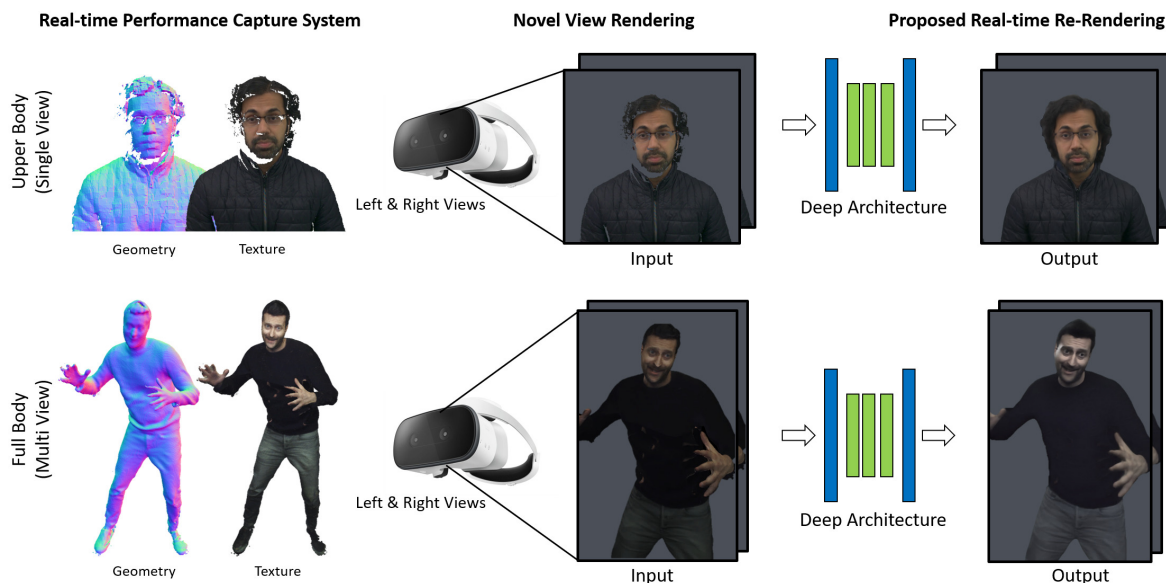 Real-time Performance Capture System
Novel View Rendering
Proposed Real-time Re-Rendering
Upper Body
(Single View)
Geometry
Texture
Left & Right Views
Input
Deep Architecture
Output
Full Body
(Multi View)
Geometry
Texture
Left & Right Views
Input
Deep Architecture
Output